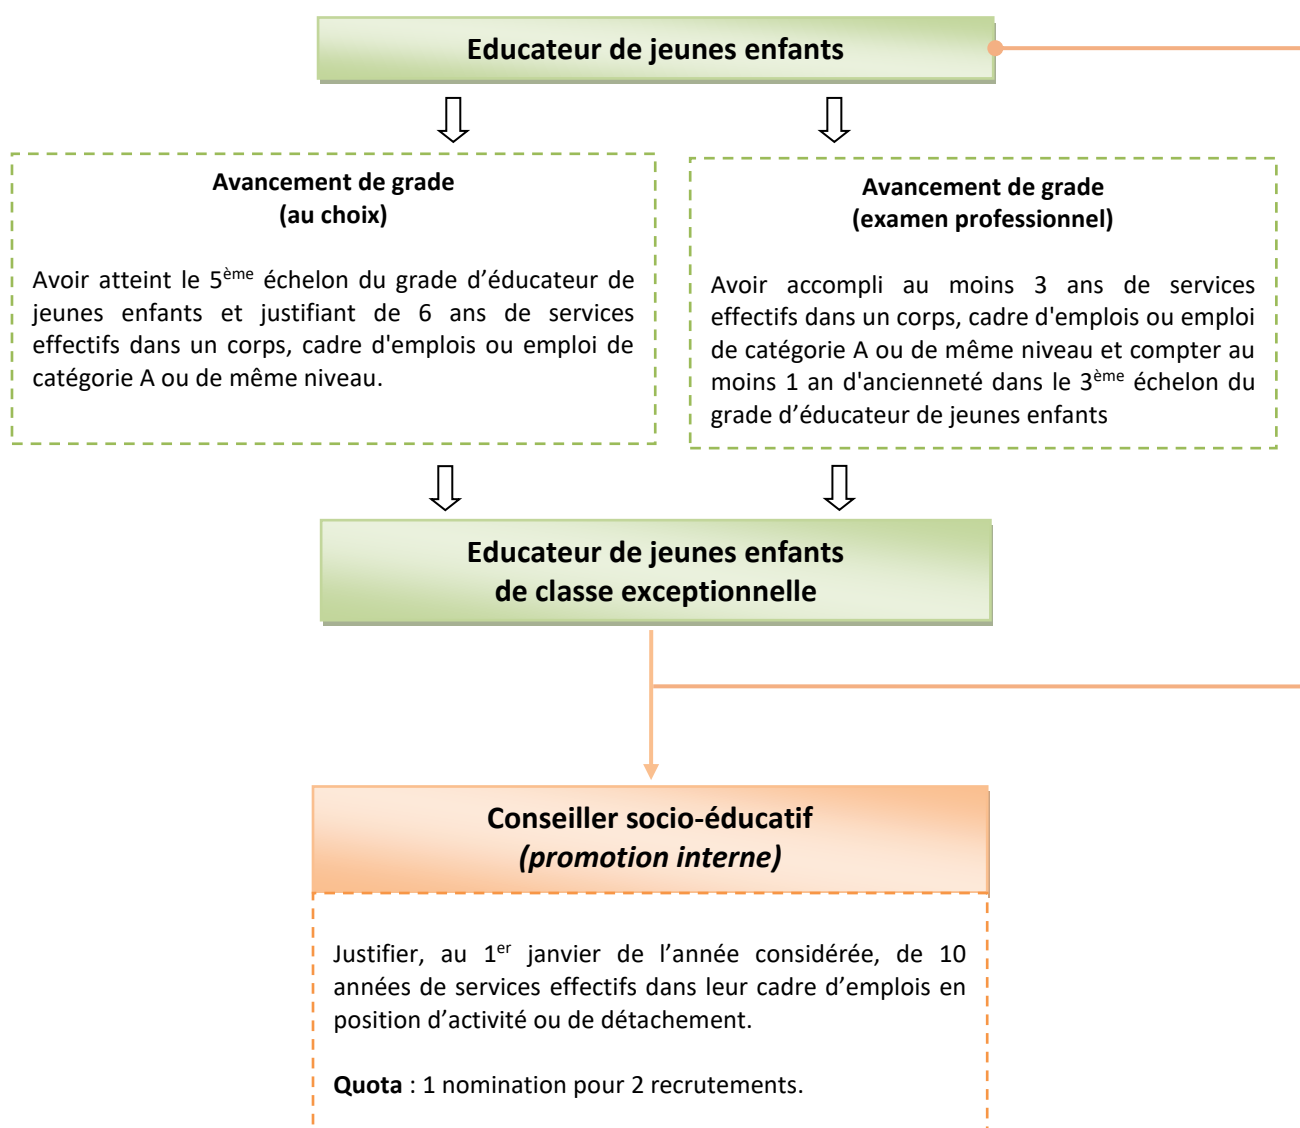 Educateur de jeunes enfants
Avancement de grade
(au choix)
Avoir atteint le 5ème échelon du grade d’éducateur de
jeunes enfants et justifiant de 6 ans de services
effectifs dans un corps, cadre d'emplois ou emploi de
catégorie A ou de même niveau.
Avancement de grade
(examen professionnel)
Avoir accompli au moins 3 ans de services
effectifs dans un corps, cadre d'emplois ou emploi
de catégorie A ou de même niveau et compter au
moins 1 an d'ancienneté dans le 3ème échelon du
grade d’éducateur de jeunes enfants
Educateur de jeunes enfants
de classe exceptionnelle
Conseiller socio-éducatif
(promotion interne)
Justifier, au 1er janvier de l’année considérée, de 10
années de services effectifs dans leur cadre d’emplois en
position d’activité ou de détachement.
Quota : 1 nomination pour 2 recrutements.